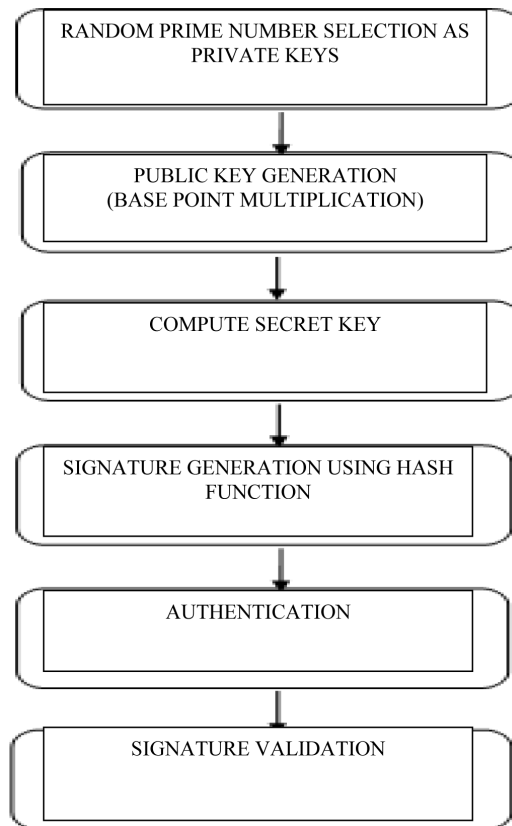 RANDOM PRIME NUMBER SELECTION AS
PRIVATE KEYS
PUBLIC KEY GENERATION
(BASE POINT MULTIPLICATION)
COMPUTE SECRET KEY
SIGNATURE GENERATION USING HASH
FUNCTION
AUTHENTICATION
SIGNATURE VALIDATION